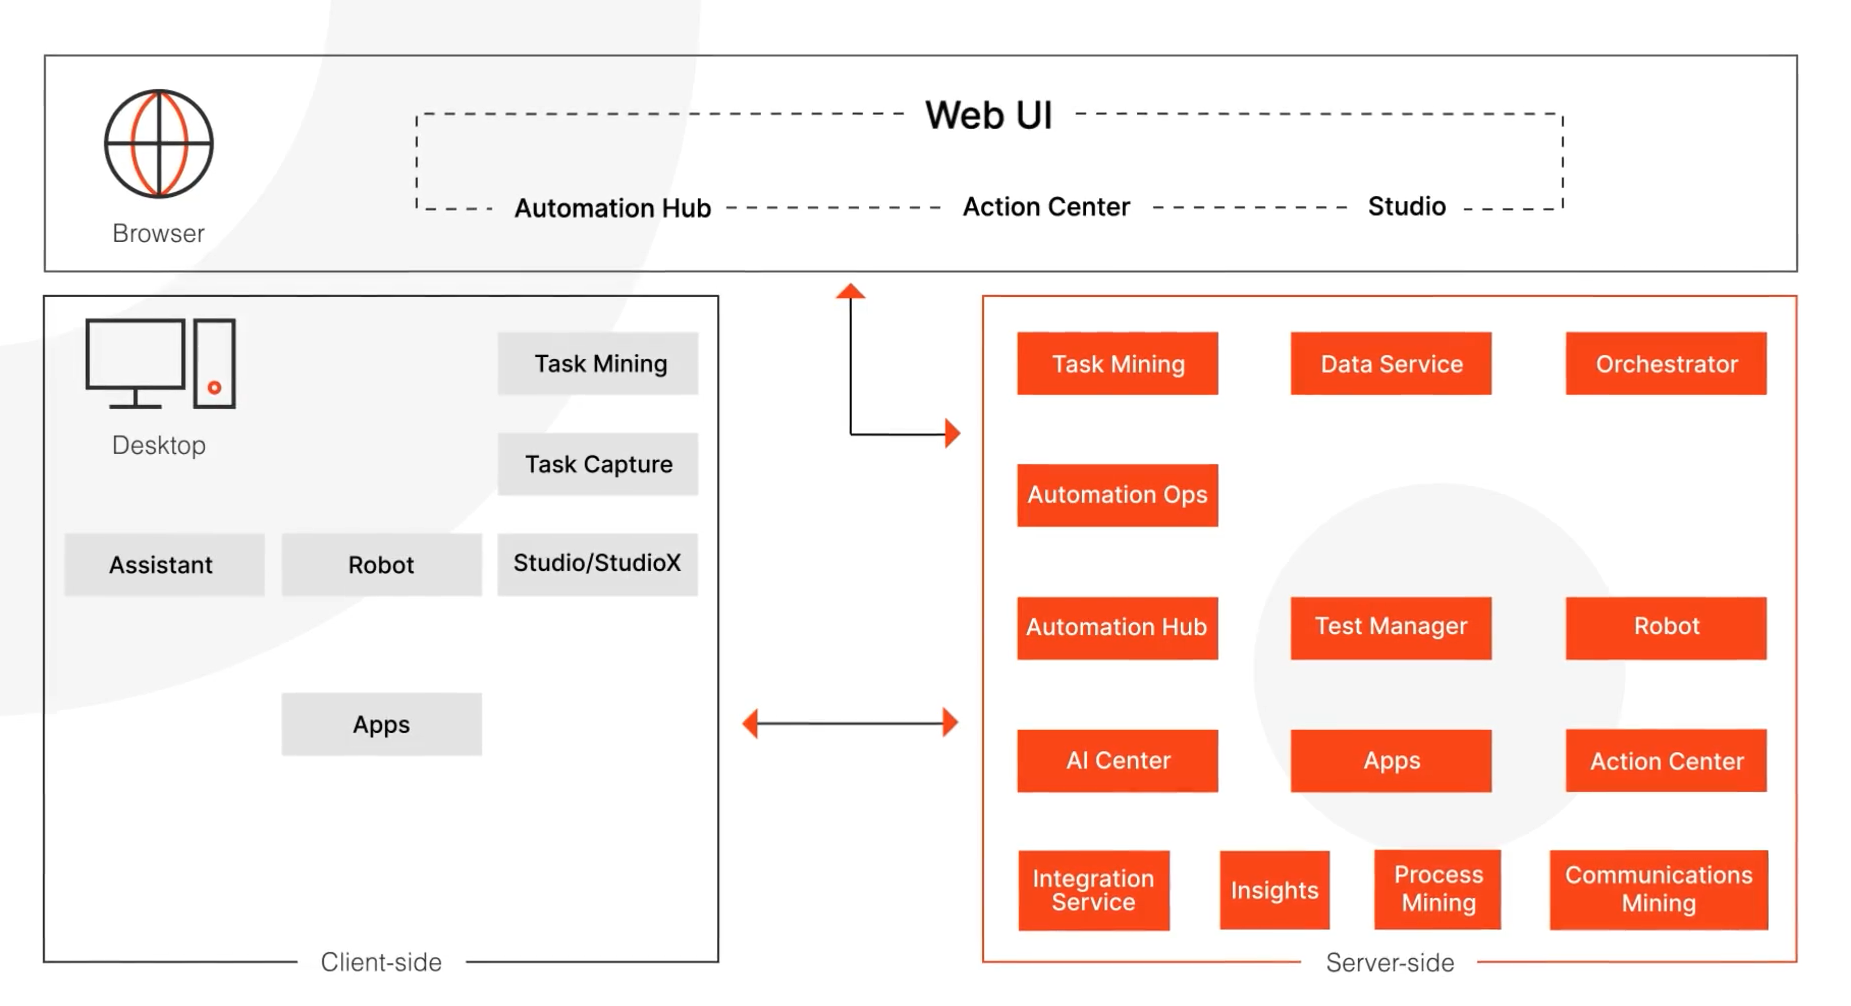 Web UI
Browser
Automation Hub
Action Center
Studio
Desktop
Task Mining
Task Capture
Assistant
Robot
Studio/StudioX
Apps
Client-side
Task Mining
Data Service
Orchestrator
Automation Ops
Automation Hub
Test Manager
Robot
AI Center
Apps
Action Center
Integration
Service
Insights
Process
Mining
Communications
Mining
Server-side